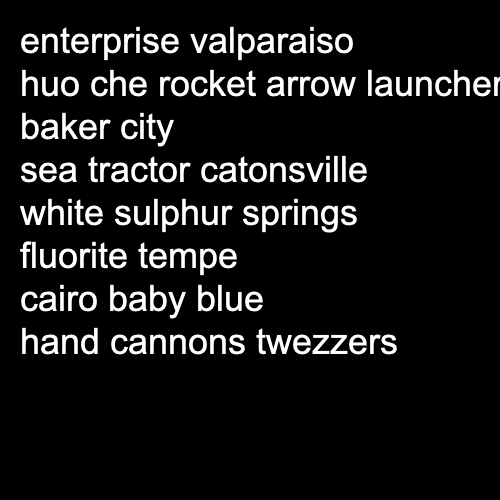 enterprise valparaiso
huo che rocket arrow launcher
baker city
sea tractor catonsville
white sulphur springs
fluorite tempe
cairo baby blue
hand cannons twezzers